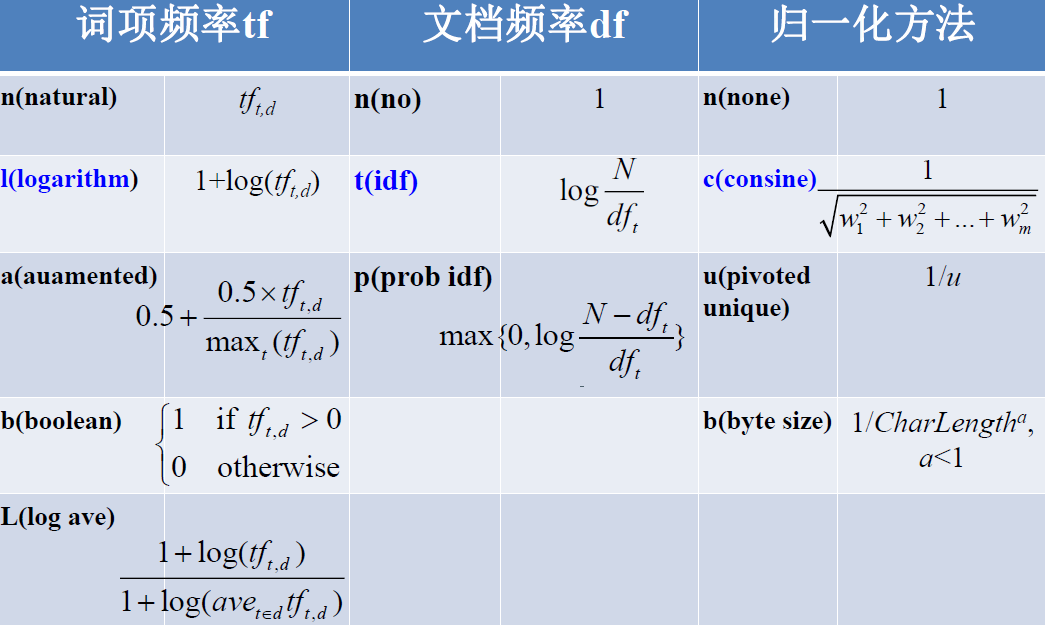 词项频率tf 文档频率df 归一化方法
n(natural) tf_{t,d} n(no) 1 n(none) 1
l(logarithm) 1+log(tf_{t,d}) t(idf) log \frac{N}{df_t} c(consine) \frac{1}{\sqrt{w_1^2 + w_2^2 + ... + w_m^2}}
a(auamented) 0.5 + \frac{0.5 × tf_{t,d}}{max_t(tf_{t,d})} p(prob idf) max{0, log \frac{N - df_t}{df_t}} u(pivoted 1/u
unique)
b(boolean) \begin{cases} 1 & if tf_{t,d} > 0 \\ 0 & otherwise \end{cases} b(byte size) 1/CharLength^a,
a<1
L(log ave) \frac{1 + log(tf_{t,d})}{1 + log(ave_{t∈d} tf_{t,d})}